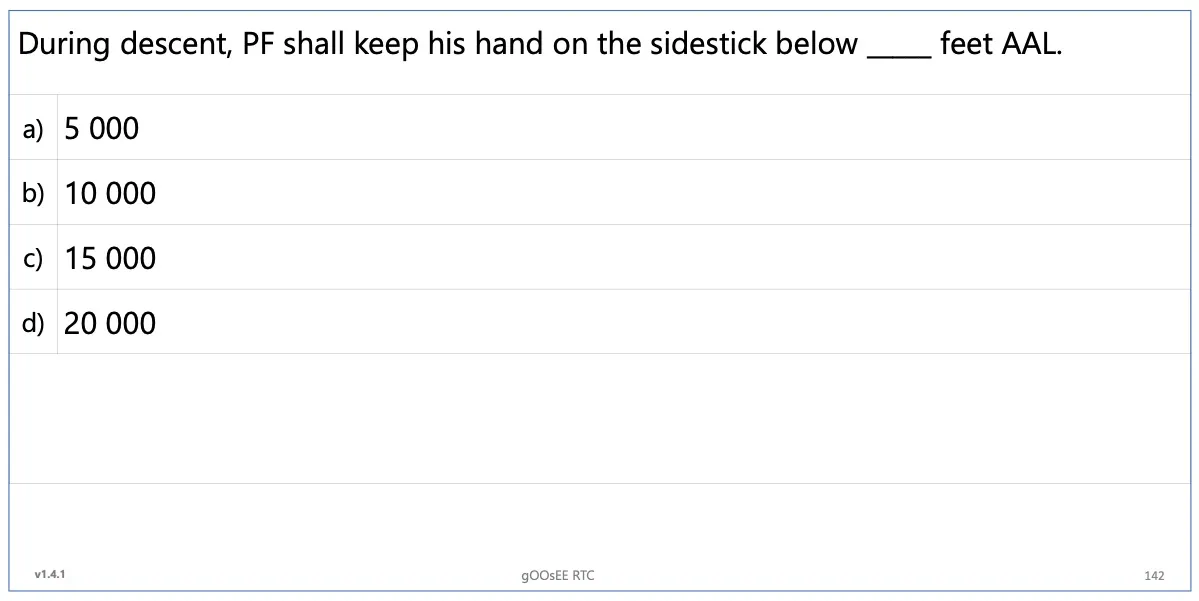 During descent, PF shall keep his hand on the sidestick below _____ feet AAL.
a) 5 000
b) 10 000
c) 15 000
d) 20 000
v1.4.1 gOOsEE RTC 142